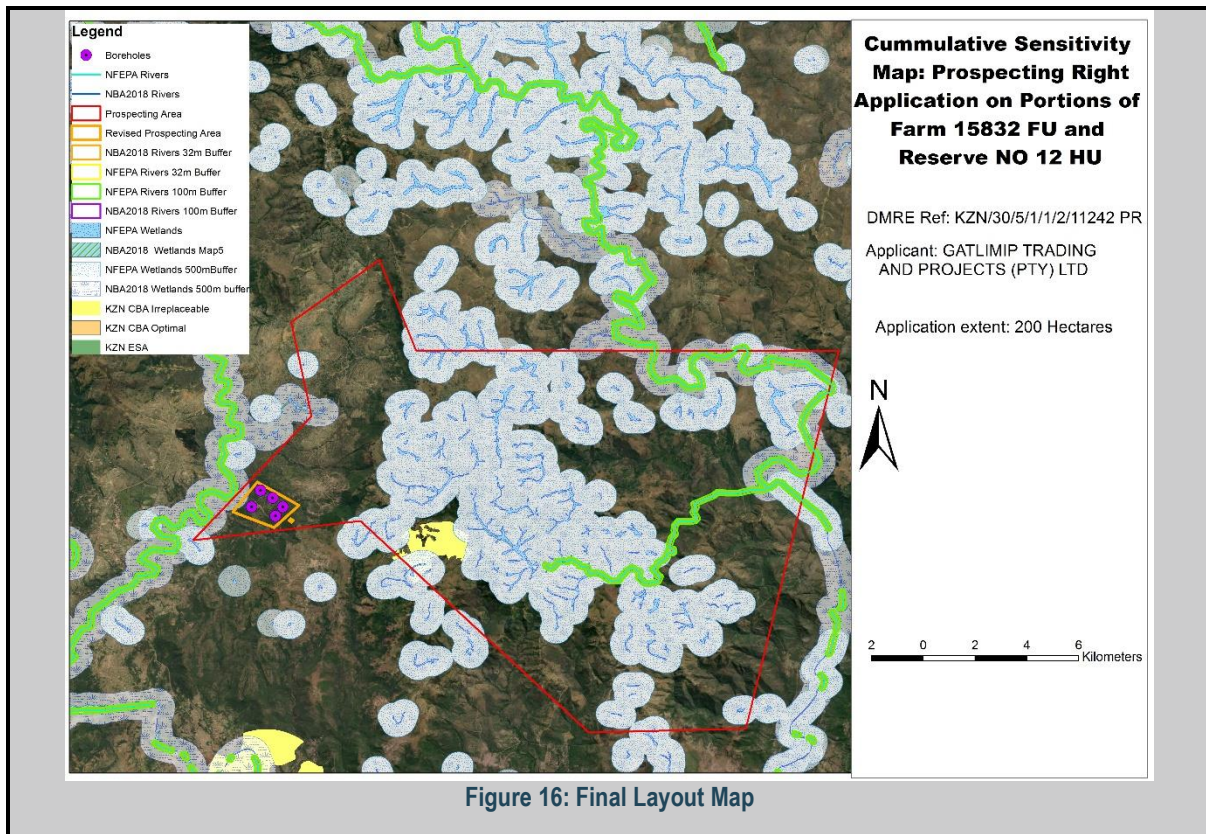 Legend
Boreholes
NFEPA Rivers
NBA2018 Rivers
Prospecting Area
Revised Prospecting Area
NBA2018 Rivers 32m Buffer
NFEPA Rivers 32m Buffer
NFEPA Rivers 100m Buffer
NBA2018 Rivers 100m Buffer
NFEPA Wetlands
NBA2018 Wetlands Map5
NFEPA Wetlands 500mBuffer
NBA2018 Wetlands 500m buffer
KZN CBA Irreplaceable
KZN CBA Optimal
KZN ESA
Cummulative Sensitivity
Map: Prospecting Right
Application on Portions of
Farm 15832 FU and
Reserve NO 12 HU
DMRE Ref: KZN/30/5/1/1/2/11242 PR
Applicant: GATLIMIP TRADING
AND PROJECTS (PTY) LTD
Application extent: 200 Hectares
N
2 0 2 4 6
Kilometers
Figure 16: Final Layout Map